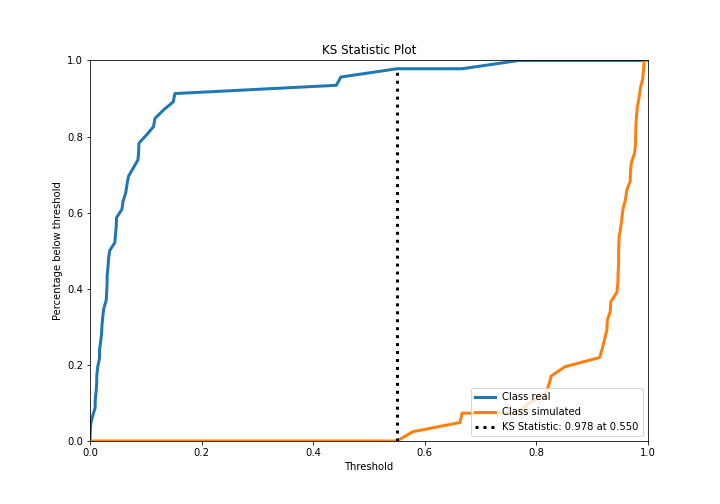 KS Statistic Plot
1.0
0.8
0.6
0.4
0.2
0.0
Percentage below threshold
0.0 0.2 0.4 0.6 0.8 1.0
Threshold
Class real
Class simulated
KS Statistic: 0.978 at 0.550